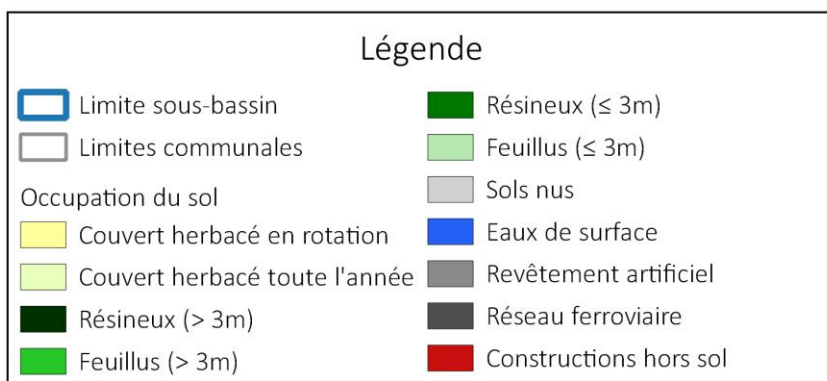 Légende
Limite sous-bassin
Limites communales
Occupation du sol
Couvert herbacé en rotation
Couvert herbacé toute l'année
Résineux (> 3m)
Feuillus (> 3m)
Résineux (≤ 3m)
Feuillus (≤ 3m)
Sols nus
Eaux de surface
Revêtement artificiel
Réseau ferroviaire
Constructions hors sol